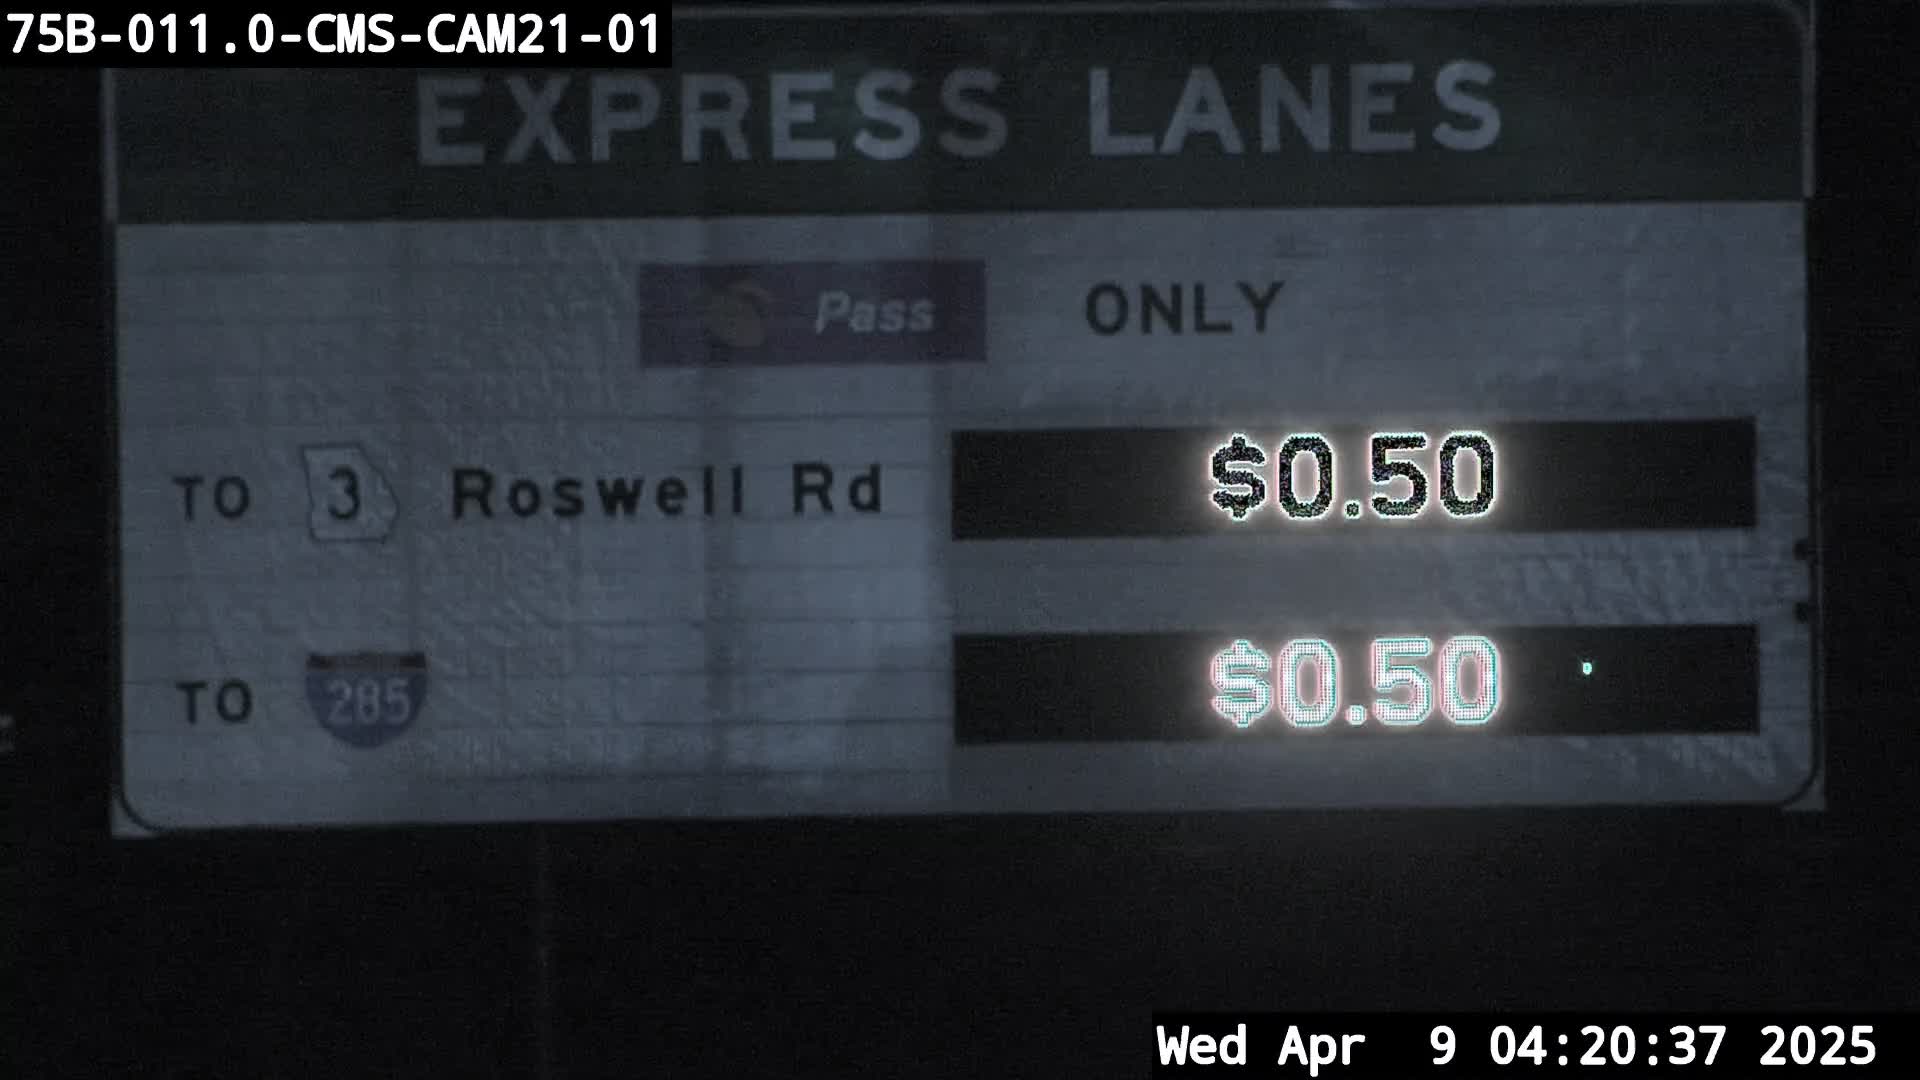 75B-011.0-CMS-CAM21-01
EXPRESS LANES
Pass ONLY
TO 3 Roswell Rd $0.50
TO 285 $0.50
Wed Apr 9 04:20:37 2025